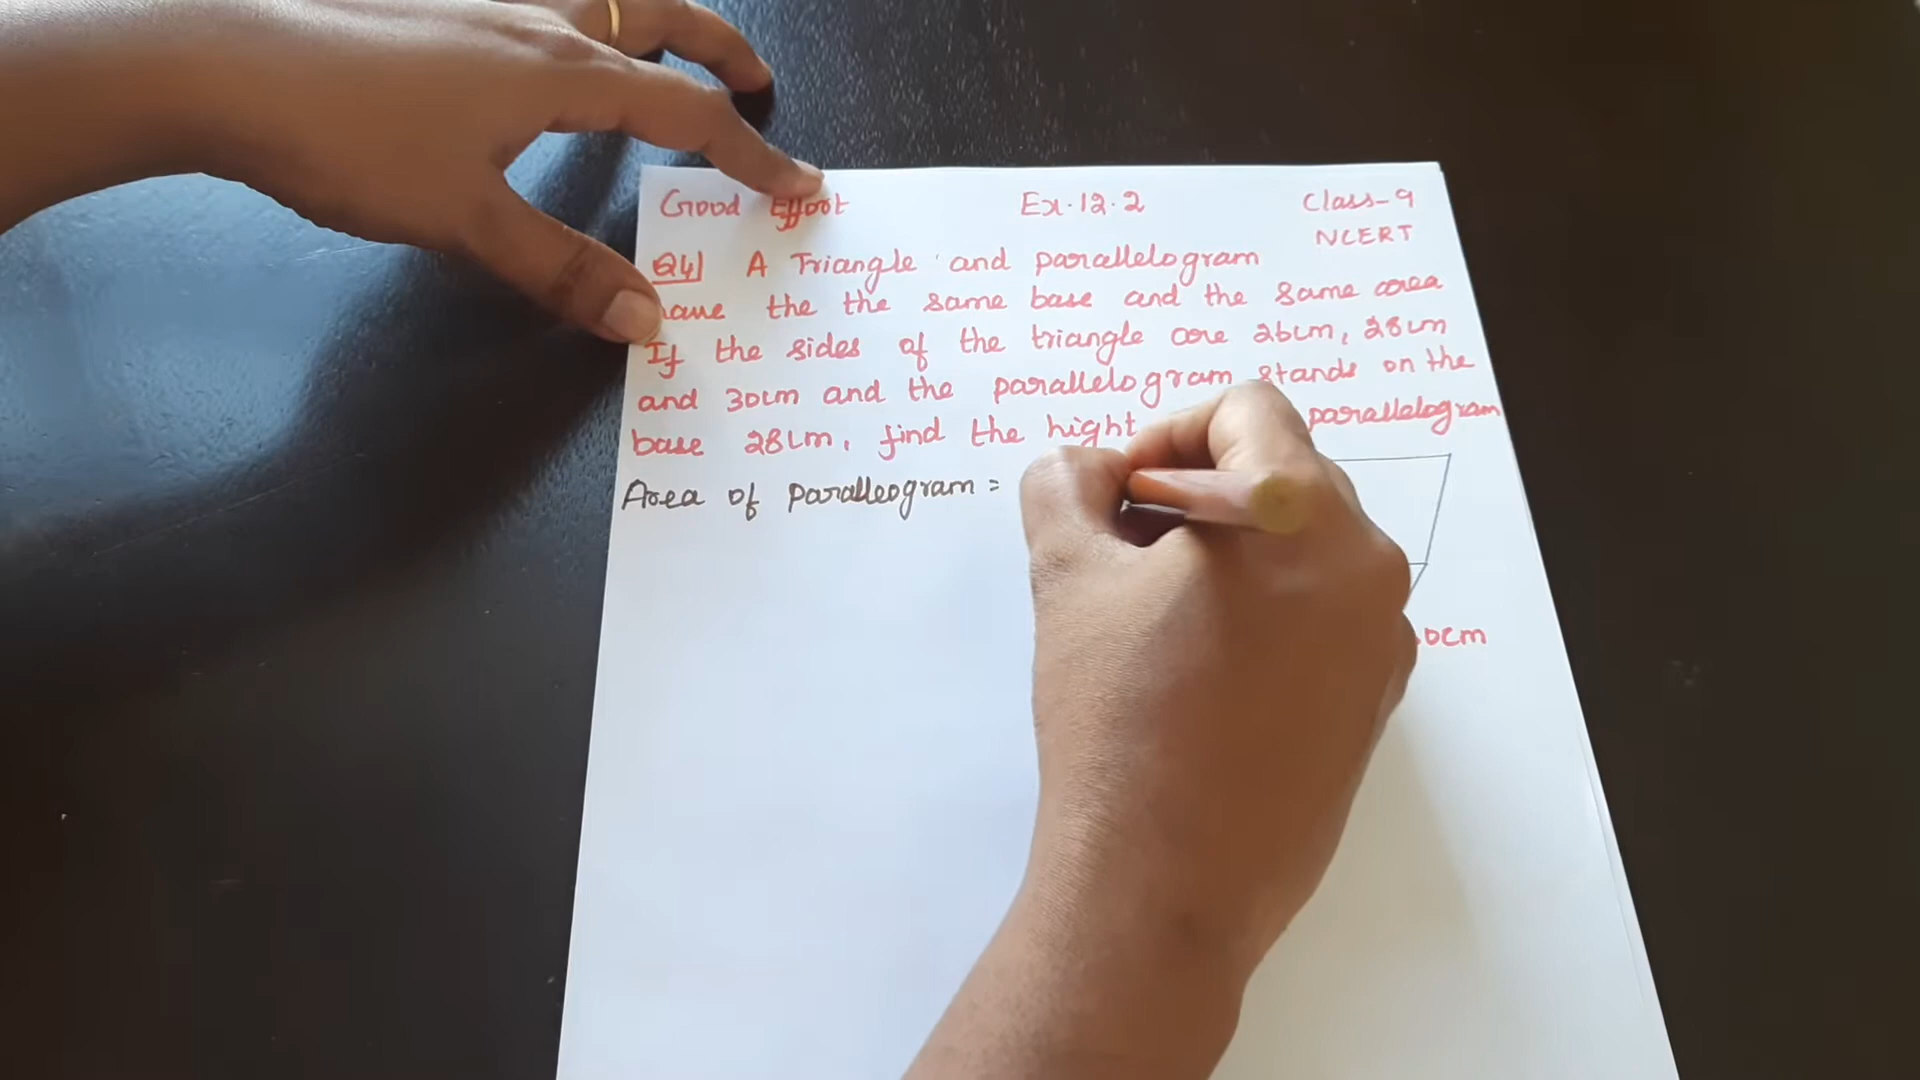 Good Effort Ex.12.2 Class-9
NCERT
Q4) A Triangle and parallelogram
have the the same base and the same area
If the sides of the triangle are 26cm, 28cm
and 30cm and the parallelogram stands on the
base 28cm, find the hight parallelogram
Area of paralleogram =
0cm